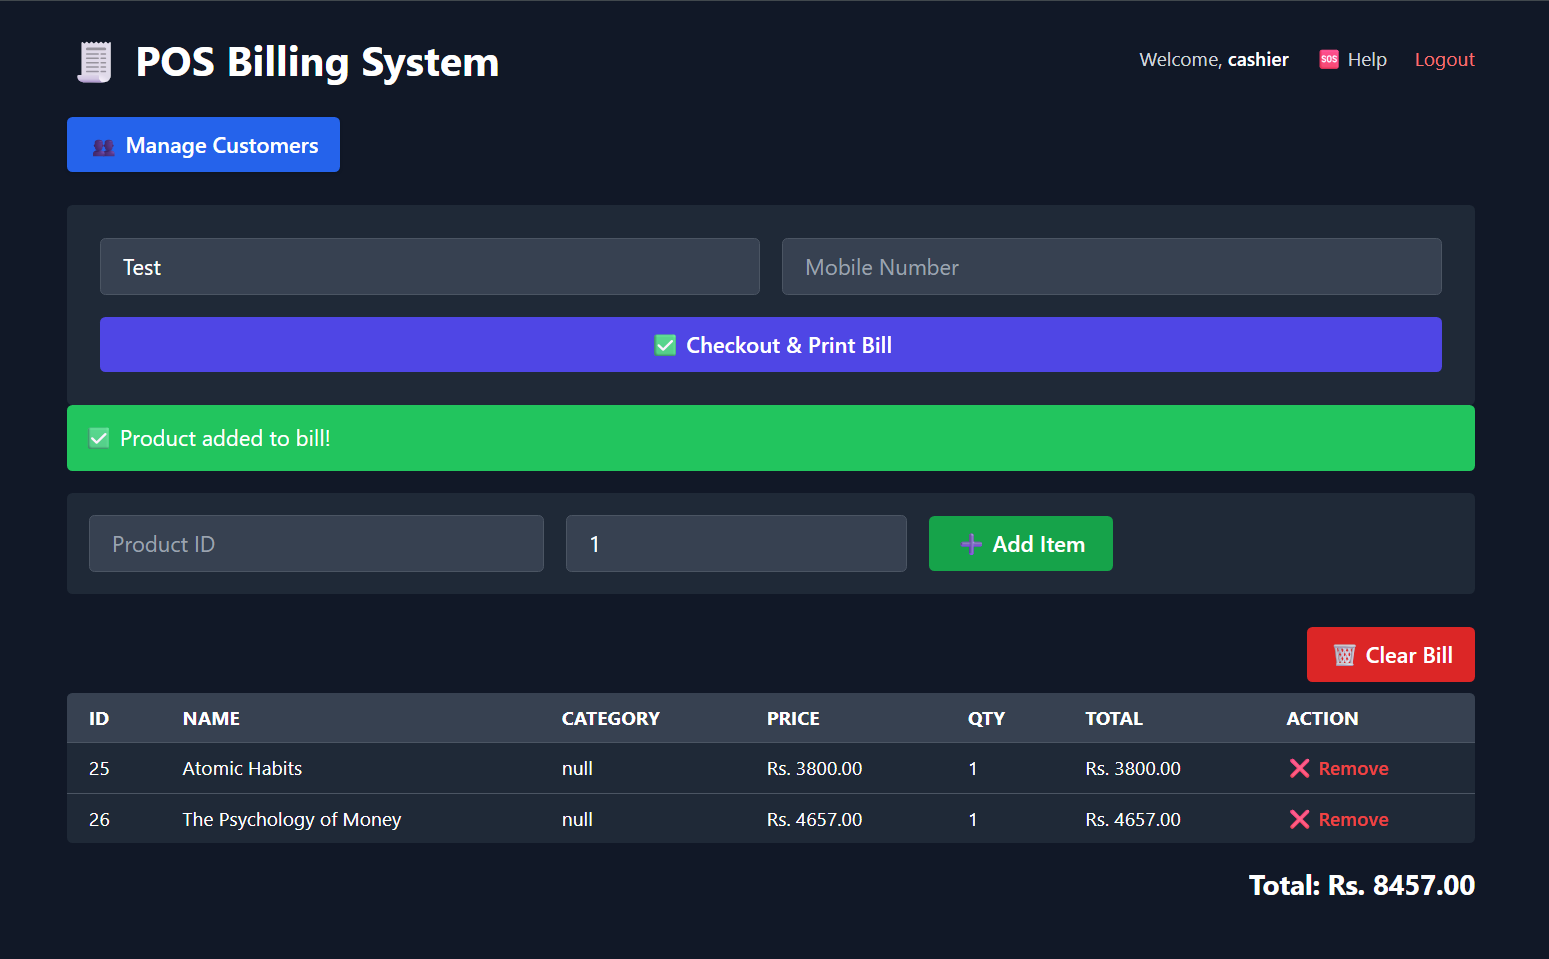 POS Billing System
Welcome, cashier
SOS
Help
Logout
Manage Customers
Test
Mobile Number
Checkout & Print Bill
Product added to bill!
Product ID
1
Add Item
Clear Bill
ID NAME CATEGORY PRICE QTY TOTAL ACTION
25 Atomic Habits null Rs. 3800.00 1 Rs. 3800.00 Remove
26 The Psychology of Money null Rs. 4657.00 1 Rs. 4657.00 Remove
Total: Rs. 8457.00